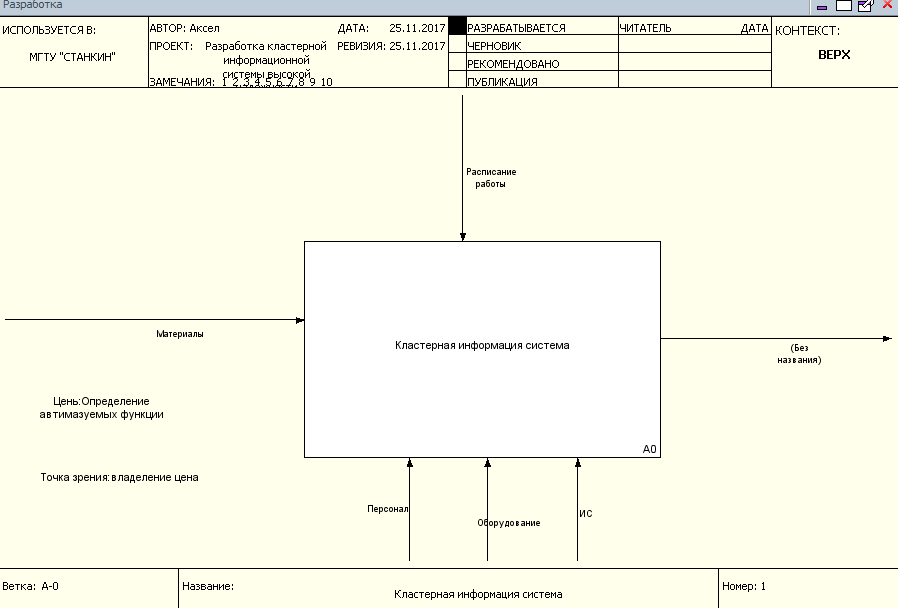 Разработка
ИСПОЛЬЗУЕТСЯ В:
МГТУ "СТАНКИН"
АВТОР: Аксел
ДАТА: 25.11.2017
ПРОЕКТ: Разработка кластерной
информационной
системы высокой
РЕВИЗИЯ: 25.11.2017
ЗАМЕЧАНИЯ: 1 2 3 4 5 6 7 8 9 10
РАЗРАБАТЫВАЕТСЯ
ЧЕРНОВИК
РЕКОМЕНДОВАНО
ПУБЛИКАЦИЯ
ЧИТАТЕЛЬ ДАТА
КОНТЕКСТ:
ВЕРХ
Расписание
работы
Материалы
Кластерная информация система
А0
(Без
названия)
Цень:Определение
автимазуемых функции
Точка зрения:владеление цена
Персонал
Оборудование
ИС
Ветка: А-0
Название:
Кластерная информация система
Номер: 1